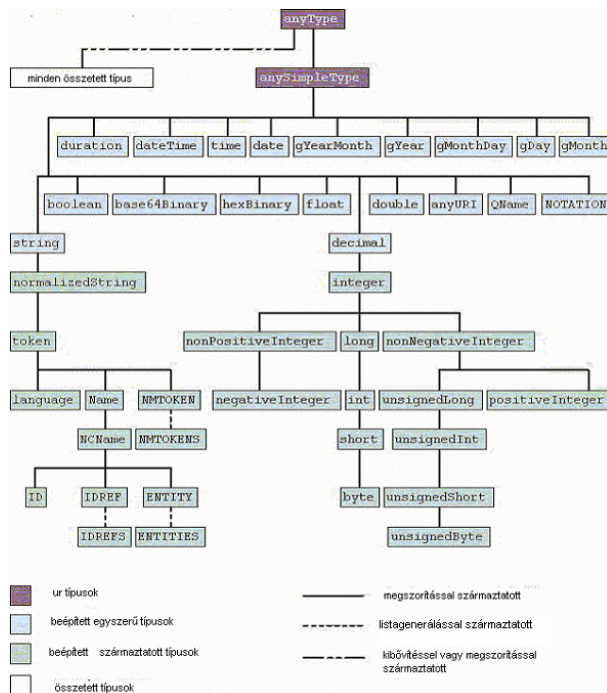 anyType
minden összetett típus
anySimpleType
duration dateTime time date gYearMonth gYear gMonthDay gDay gMonth
boolean base64Binary hexBinary float double anyURI QName NOTATION
string decimal
normalizedString integer
token nonPositiveInteger long nonNegativeInteger
language Name NMTOKEN negativeInteger int unsignedLong positiveInteger
NCName NMTOKENS short unsignedInt
ID IDREF ENTITY byte unsignedShort
IDREFS ENTITIES unsignedByte
ur típusok megszorítással származtatott
beépített egyszerű típusok listagenerálással származtatott
beépített származtatott típusok kibővítéssel vagy megszorítással
származtatott
összetett típusok